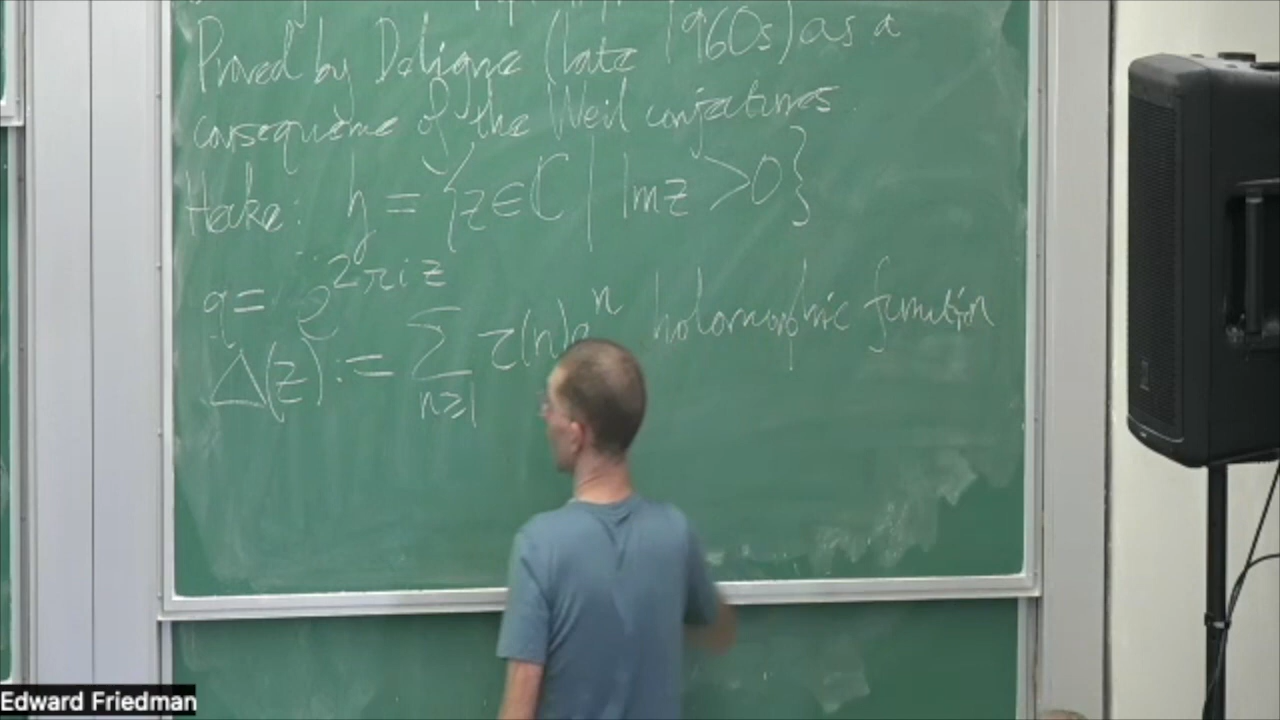 Proved by Deligne (late 1960s) as a
consequence of the Weil conjectures.
Hecke: h = {z∈ℂ | Im z > 0}
q = e^{2πiz}
Δ(z) := ∑_{n≥1} τ(n)q^n holomorphic function
Edward Friedman